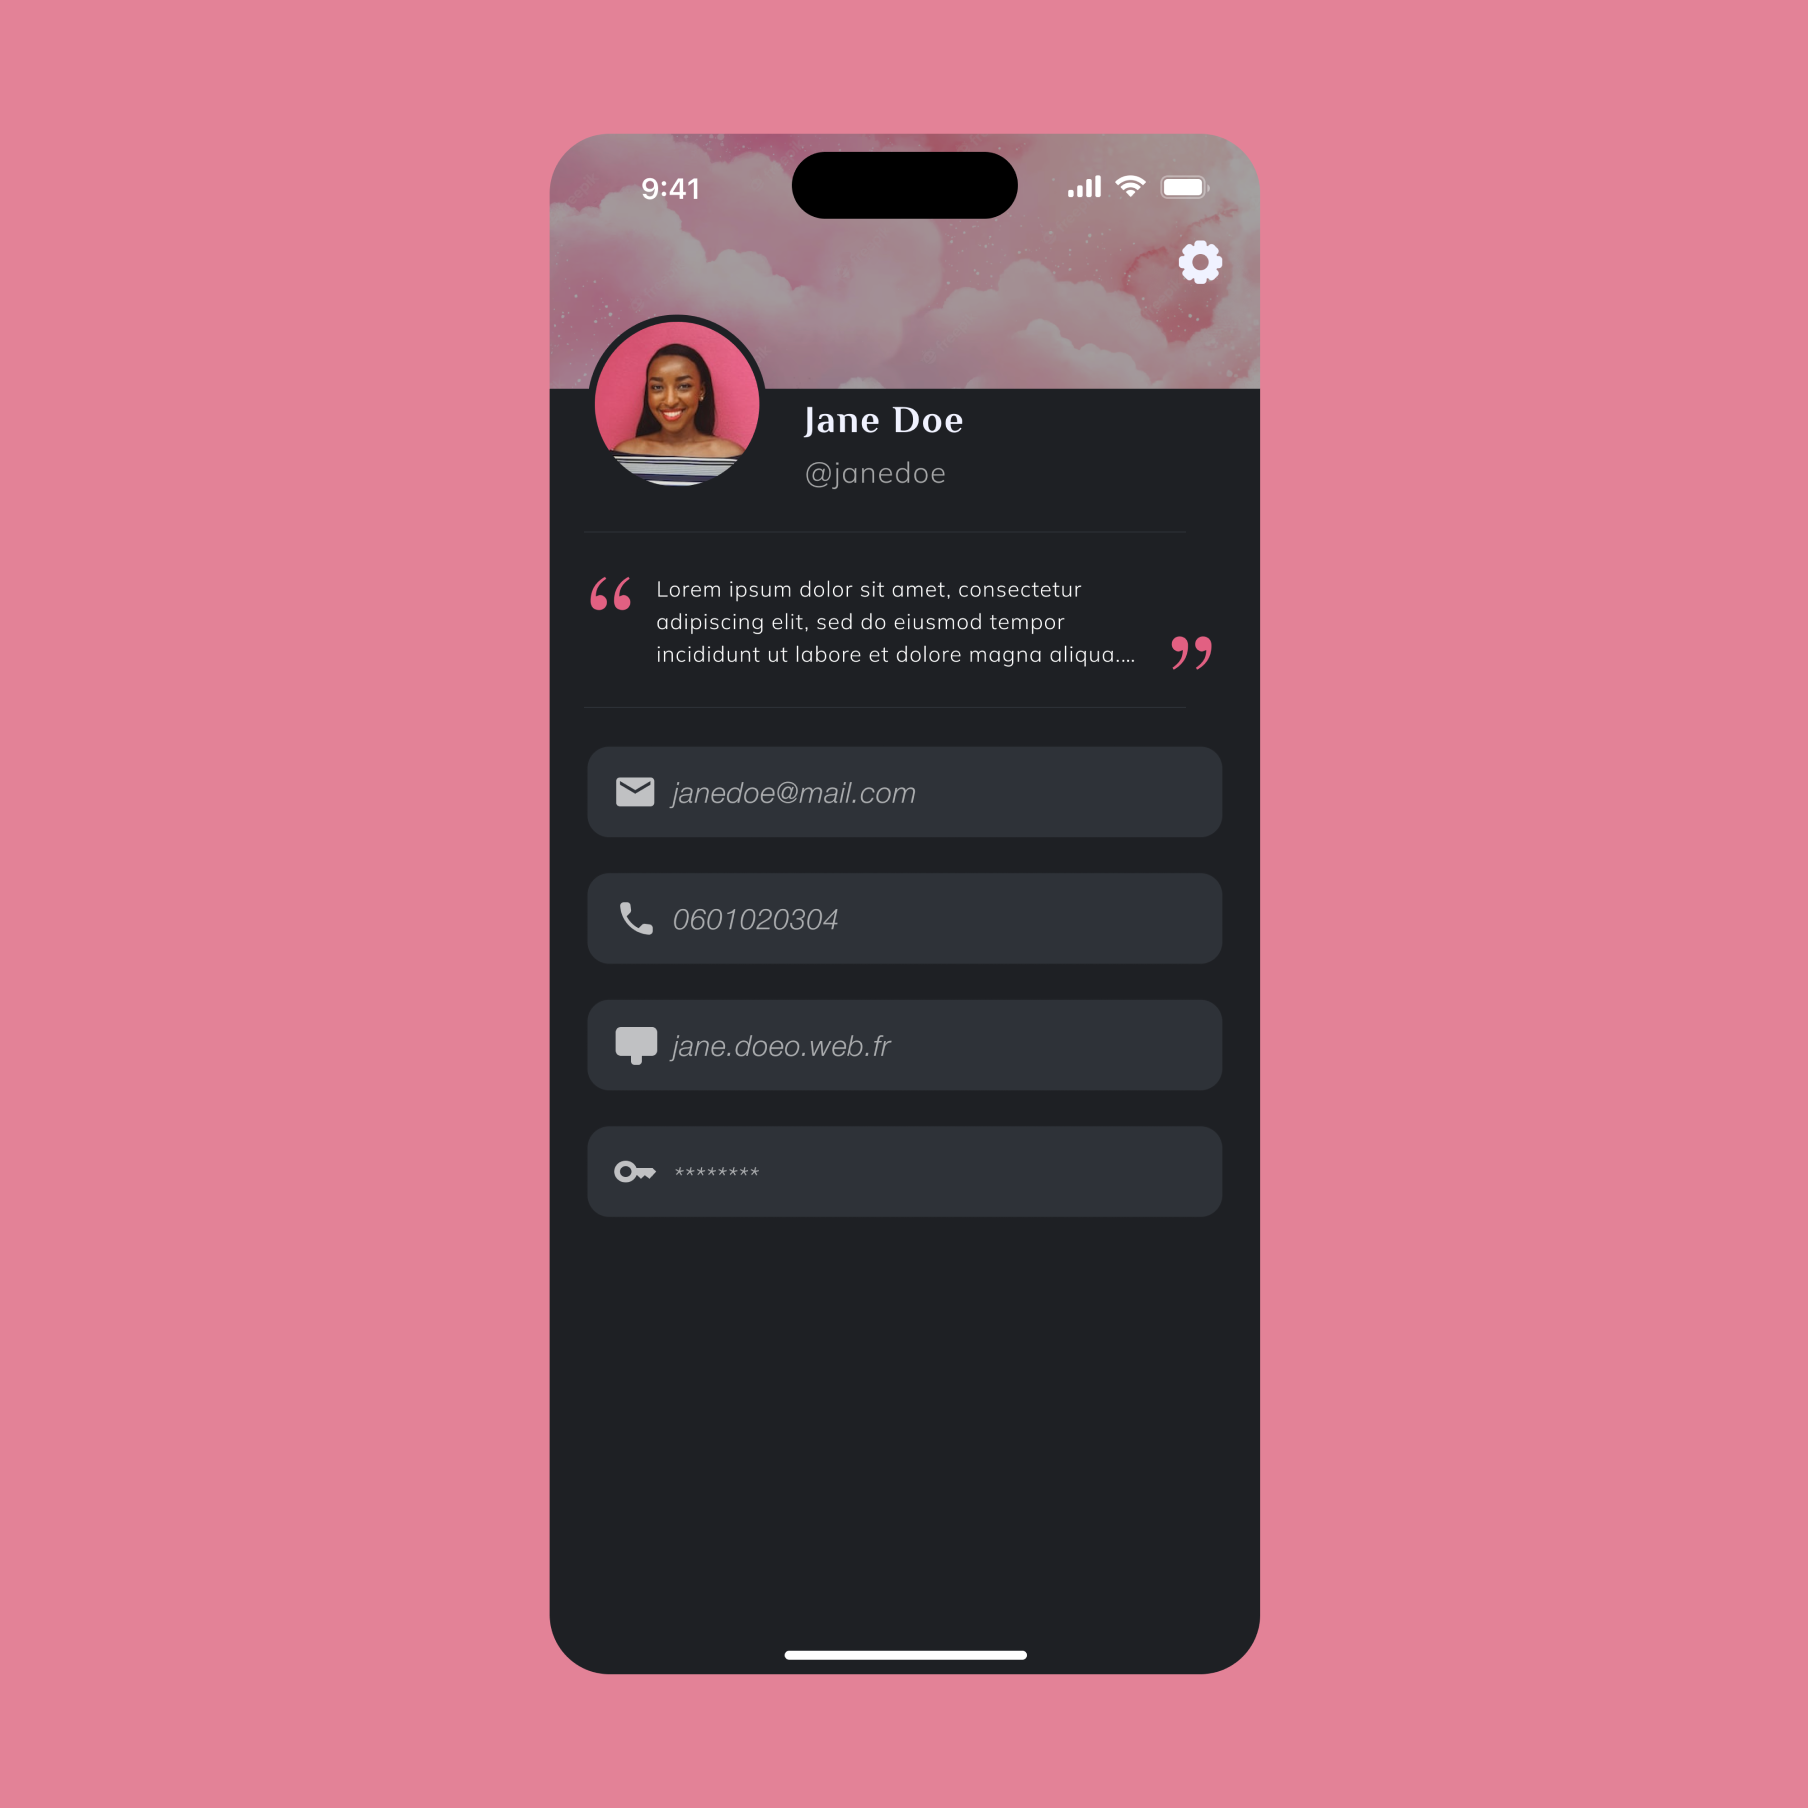 9:41
Jane Doe
@janedoe
“ Lorem ipsum dolor sit amet, consectetur
adipiscing elit, sed do eiusmod tempor
incididunt ut labore et dolore magna aliqua.... ”
janedoe@mail.com
0601020304
jane.doeo.web.fr
********